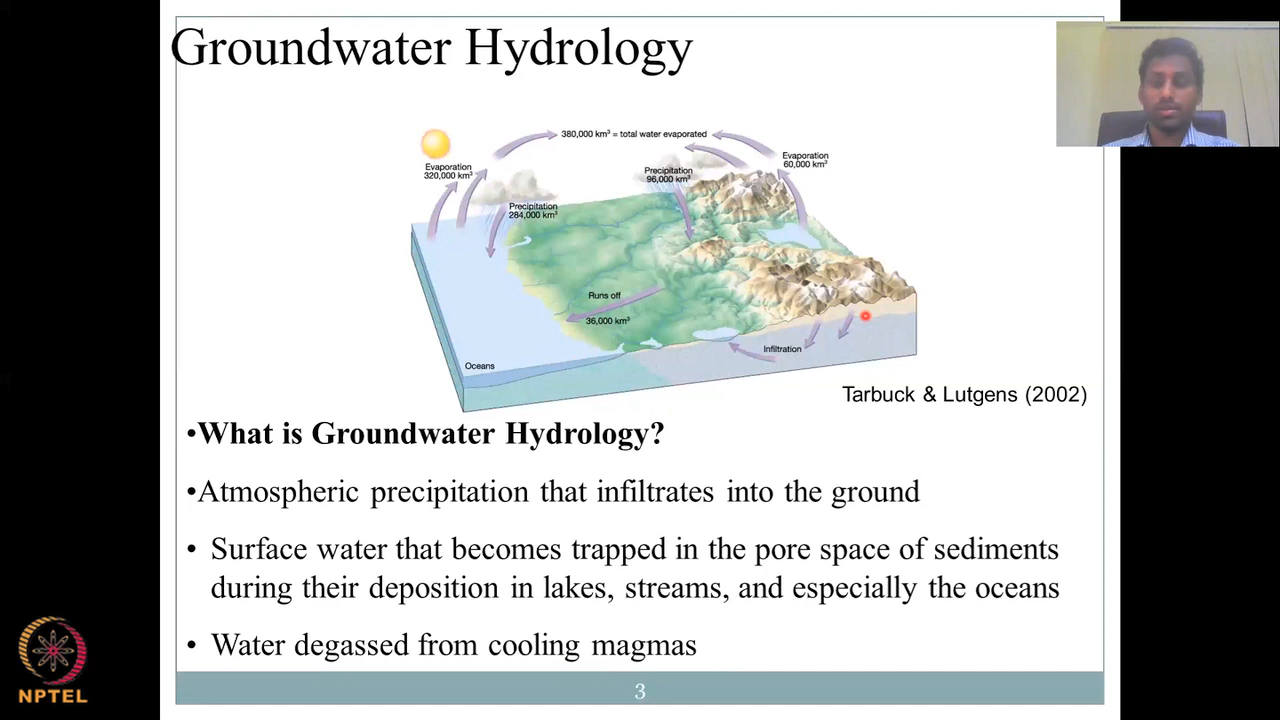 Groundwater Hydrology
380,000 km³ = total water evaporated
Evaporation
320,000 km³
Precipitation
284,000 km³
Precipitation
96,000 km³
Evaporation
60,000 km³
Runs off
36,000 km³
Infiltration
Oceans
Tarbuck & Lutgens (2002)
•What is Groundwater Hydrology?
•Atmospheric precipitation that infiltrates into the ground
• Surface water that becomes trapped in the pore space of sediments
during their deposition in lakes, streams, and especially the oceans
• Water degassed from cooling magmas
NPTEL
3